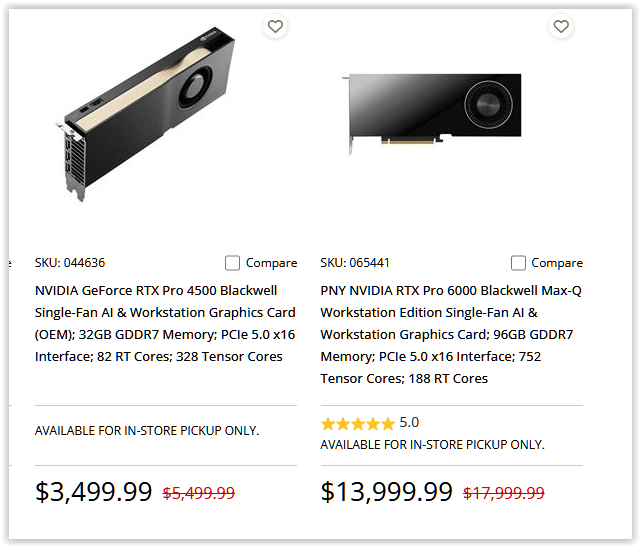 SKU: 044636
Compare
NVIDIA GeForce RTX Pro 4500 Blackwell
Single-Fan AI & Workstation Graphics Card
(OEM); 32GB GDDR7 Memory; PCIe 5.0 x16
Interface; 82 RT Cores; 328 Tensor Cores
AVAILABLE FOR IN-STORE PICKUP ONLY.
$3,499.99 $5,499.99
SKU: 065441
Compare
PNY NVIDIA RTX Pro 6000 Blackwell Max-Q
Workstation Edition Single-Fan AI &
Workstation Graphics Card; 96GB GDDR7
Memory; PCIe 5.0 x16 Interface; 752
Tensor Cores; 188 RT Cores
5.0
AVAILABLE FOR IN-STORE PICKUP ONLY.
$13,999.99 $17,999.99